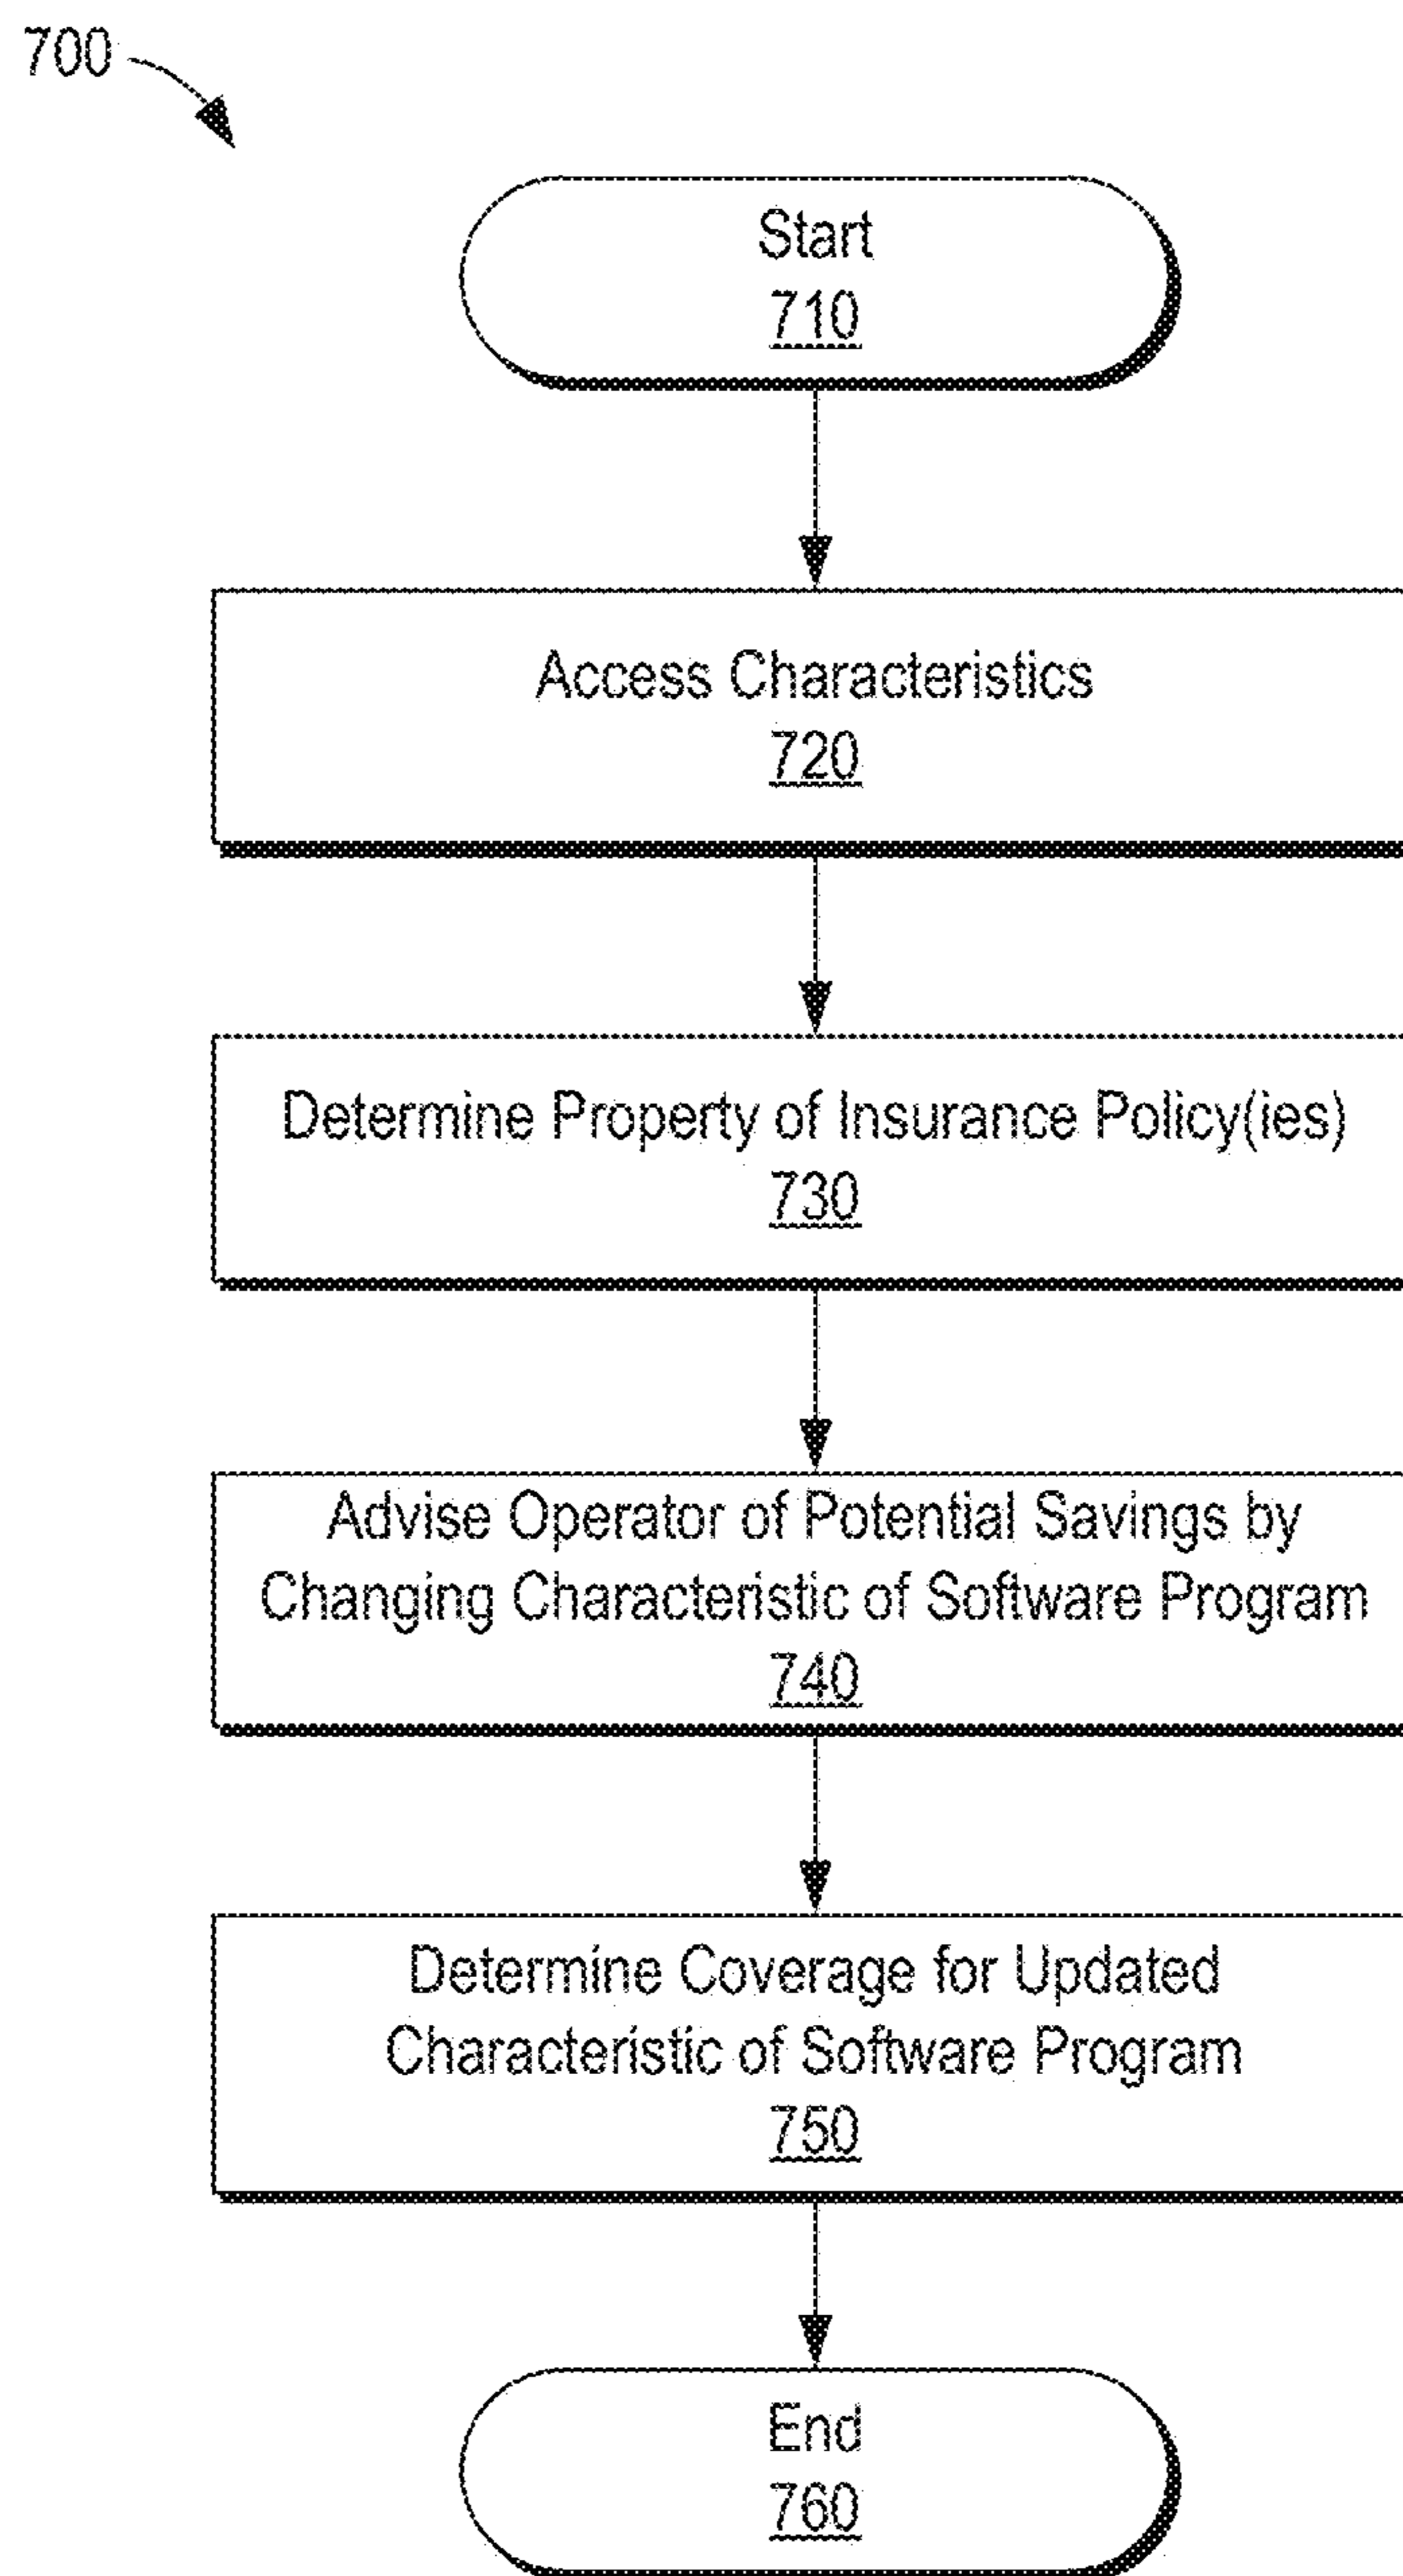 700
Start
710
Access Characteristics
720
Determine Property of Insurance Policy(ies)
730
Advise Operator of Potential Savings by
Changing Characteristic of Software Program
740
Determine Coverage for Updated
Characteristic of Software Program
750
End
760